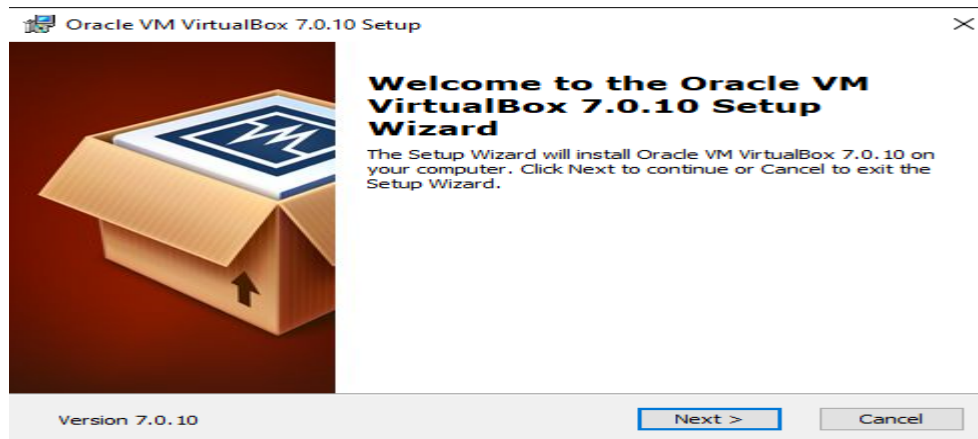 Oracle VM VirtualBox 7.0.10 Setup
Welcome to the Oracle VM
VirtualBox 7.0.10 Setup
Wizard
The Setup Wizard will install Oracle VM VirtualBox 7.0.10 on
your computer. Click Next to continue or Cancel to exit the
Setup Wizard.
Version 7.0.10
Next >
Cancel